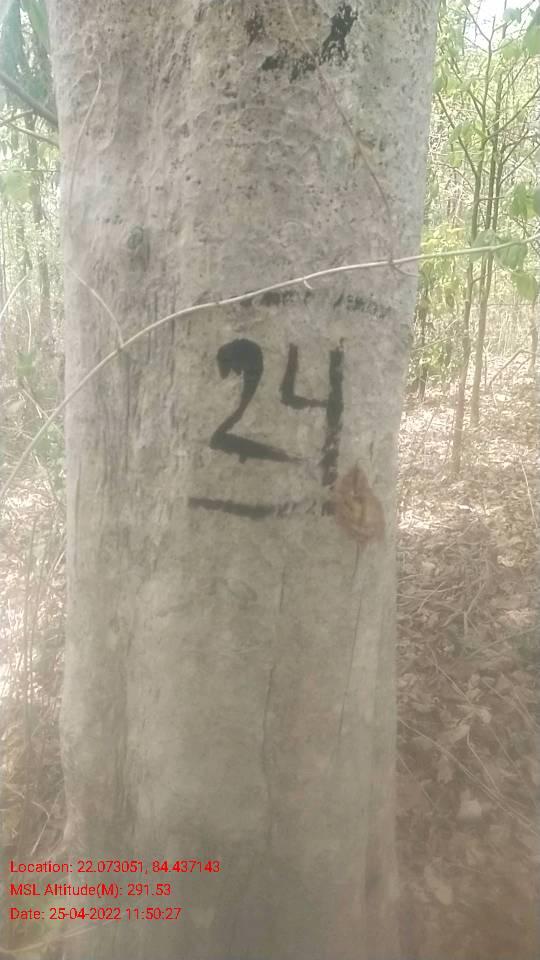 24
Location: 22.073051, 84.437143
MSL Altitude(M): 291.53
Date: 25-04-2022 11:50:27